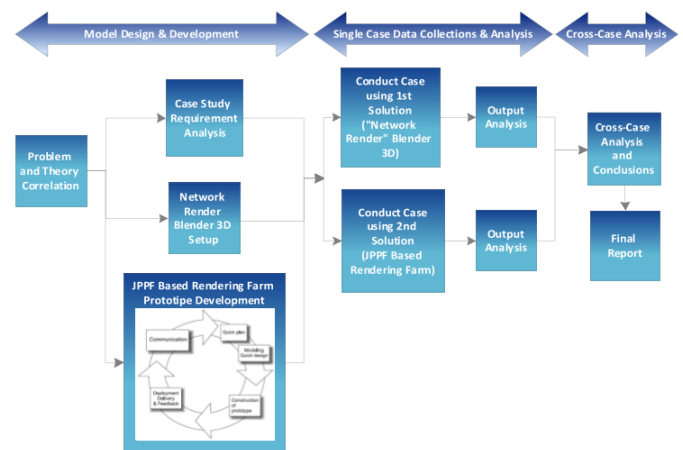 Model Design & Development
Single Case Data Collections & Analysis
Cross-Case Analysis
Problem
and Theory
Correlation
Case Study
Requirement
Analysis
Network
Render
Blender 3D
Setup
JPPF Based Rendering Farm
Prototipe Development
Communication
Quick plan
Modeling
Quick design
Construction
of
prototype
Deployment
Delivery
& Feedback
Conduct Case
using 1st
Solution
("Network
Render" Blender
3D)
Output
Analysis
Conduct Case
using 2nd
Solution
(JPPF Based
Rendering Farm)
Output
Analysis
Cross-Case
Analysis
and
Conclusions
Final
Report